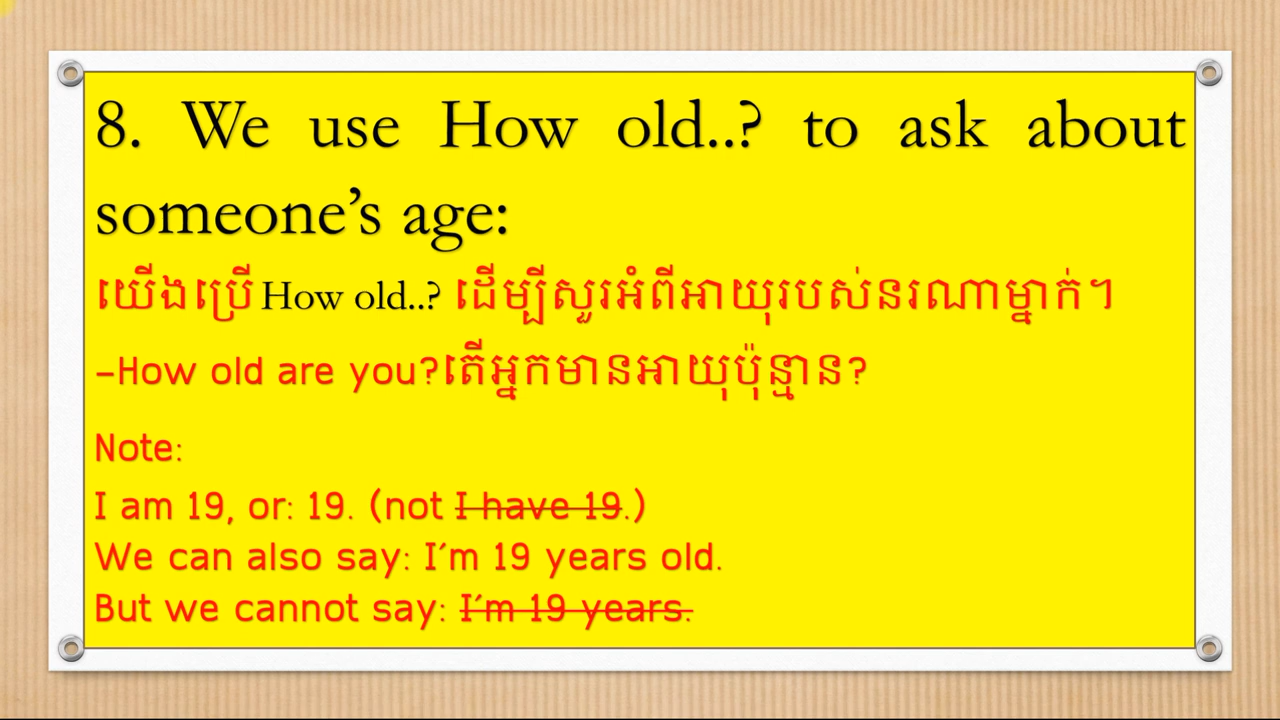 8. We use How old..? to ask about
someone’s age:
យើងប្រើ How old..? ដើម្បីសួរអំពីអាយុរបស់នរណាម្នាក់។
–How old are you?តើអ្នកមានអាយុប៉ុន្មាន?
Note:
I am 19, or: 19. (not I have 19.)
We can also say: I´m 19 years old.
But we cannot say: I´m 19 years.